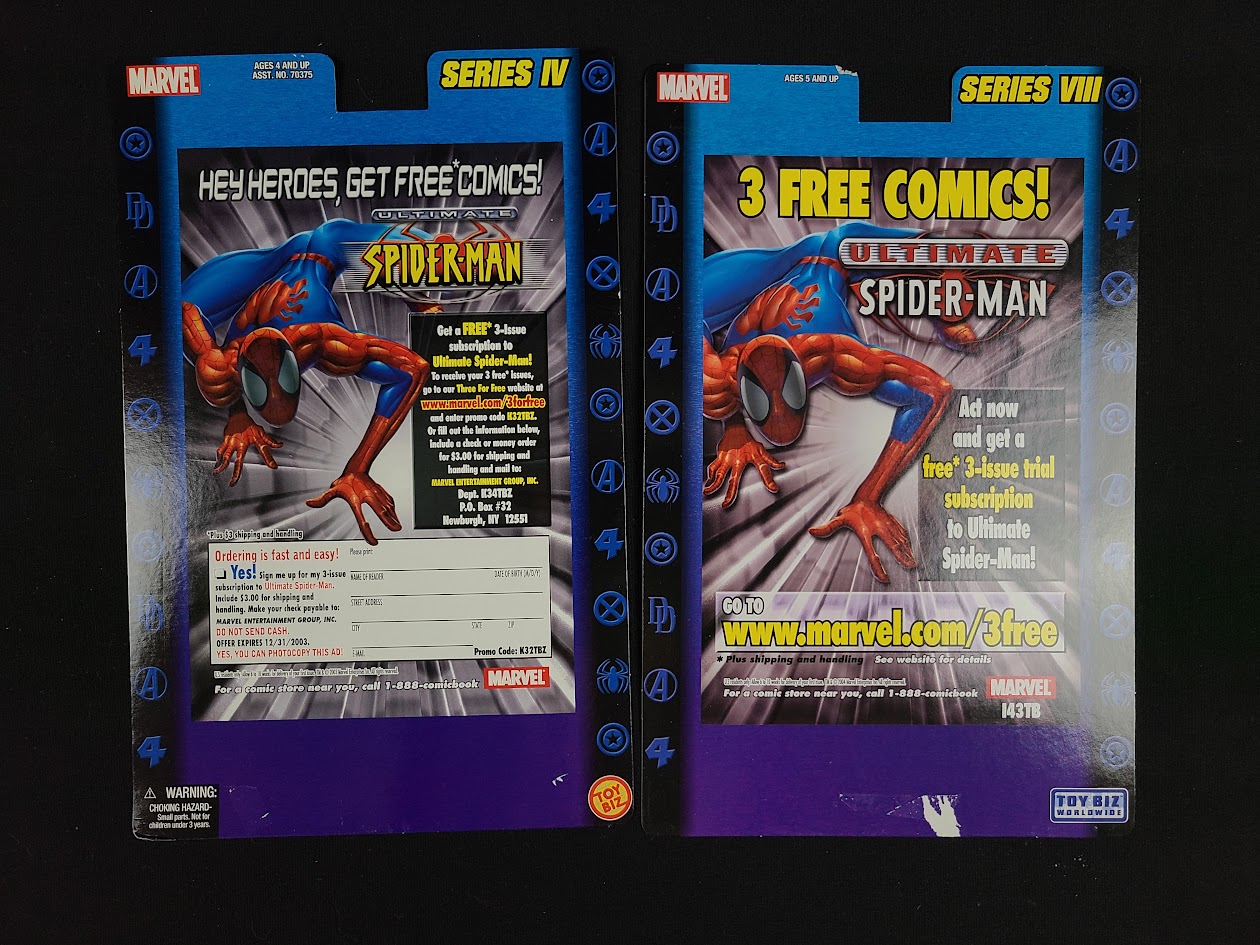 MARVEL
AGES 4 AND UP
ASST. NO. 70375
SERIES IV
HEY HEROES, GET FREE* COMICS!
ULTIMATE
SPIDER-MAN
Get a FREE* 3-Issue
subscription to
Ultimate Spider-Man!
To receive your 3 free* issues,
go to our Three For Free website at
www.marvel.com/3forfree
and enter promo code K32TBZ.
Or fill out the information below,
include a check or money order
for $3.00 for shipping and
handling and mail to:
MARVEL ENTERTAINMENT GROUP, INC.
Dept. K34TBZ
P.O. Box #32
Newburgh, NY 12551
*Plus $3 shipping and handling
Ordering is fast and easy!
Yes! Sign me up for my 3-issue
subscription to Ultimate Spider-Man.
Include $3.00 for shipping and
handling. Make your check payable to:
MARVEL ENTERTAINMENT GROUP, INC.
DO NOT SEND CASH.
OFFER EXPIRES 12/31/2003.
YES, YOU CAN PHOTOCOPY THIS AD!
Please print
NAME OF READER DATE OF BIRTH (M/D/Y)
STREET ADDRESS
CITY STATE ZIP
E-MAIL Promo Code: K32TBZ
For a comic store near you, call 1-888-comicbook
MARVEL
WARNING:
CHOKING HAZARD-
Small parts. Not for
children under 3 years.
TOY
BIZ
MARVEL
AGES 5 AND UP
SERIES VIII
3 FREE COMICS!
ULTIMATE
SPIDER-MAN
Act now
and get a
free* 3-issue trial
subscription
to Ultimate
Spider-Man!
GO TO
www.marvel.com/3free
* Plus shipping and handling See website for details
For a comic store near you, call 1-888-comicbook
MARVEL
143TB
TOY BIZ
WORLDWIDE